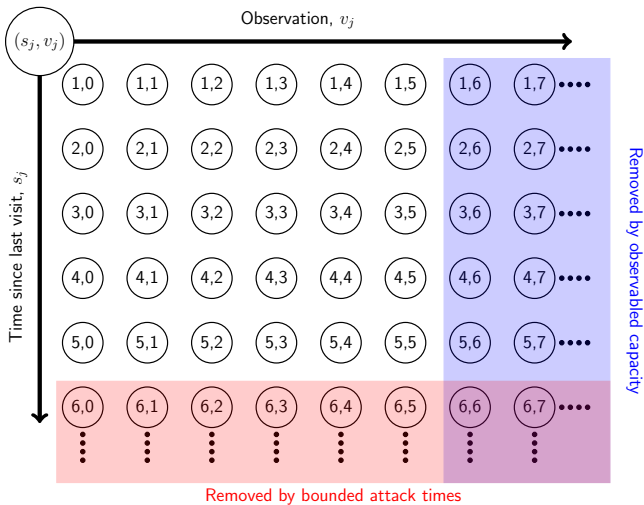 Observation, v_j
(s_j, v_j)
1,0 1,1 1,2 1,3 1,4 1,5 1,6 1,7
2,0 2,1 2,2 2,3 2,4 2,5 2,6 2,7
3,0 3,1 3,2 3,3 3,4 3,5 3,6 3,7
4,0 4,1 4,2 4,3 4,4 4,5 4,6 4,7
5,0 5,1 5,2 5,3 5,4 5,5 5,6 5,7
6,0 6,1 6,2 6,3 6,4 6,5 6,6 6,7
Time since last visit, s_j
Removed by observabled capacity
Removed by bounded attack times